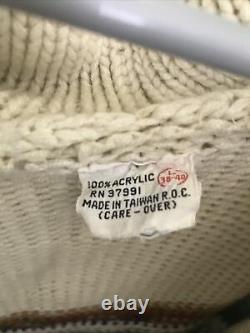 100% ACRYLIC L 38-40
RN 37991
MADE IN TAIWAN R.O.C.
(CARE - OVER)